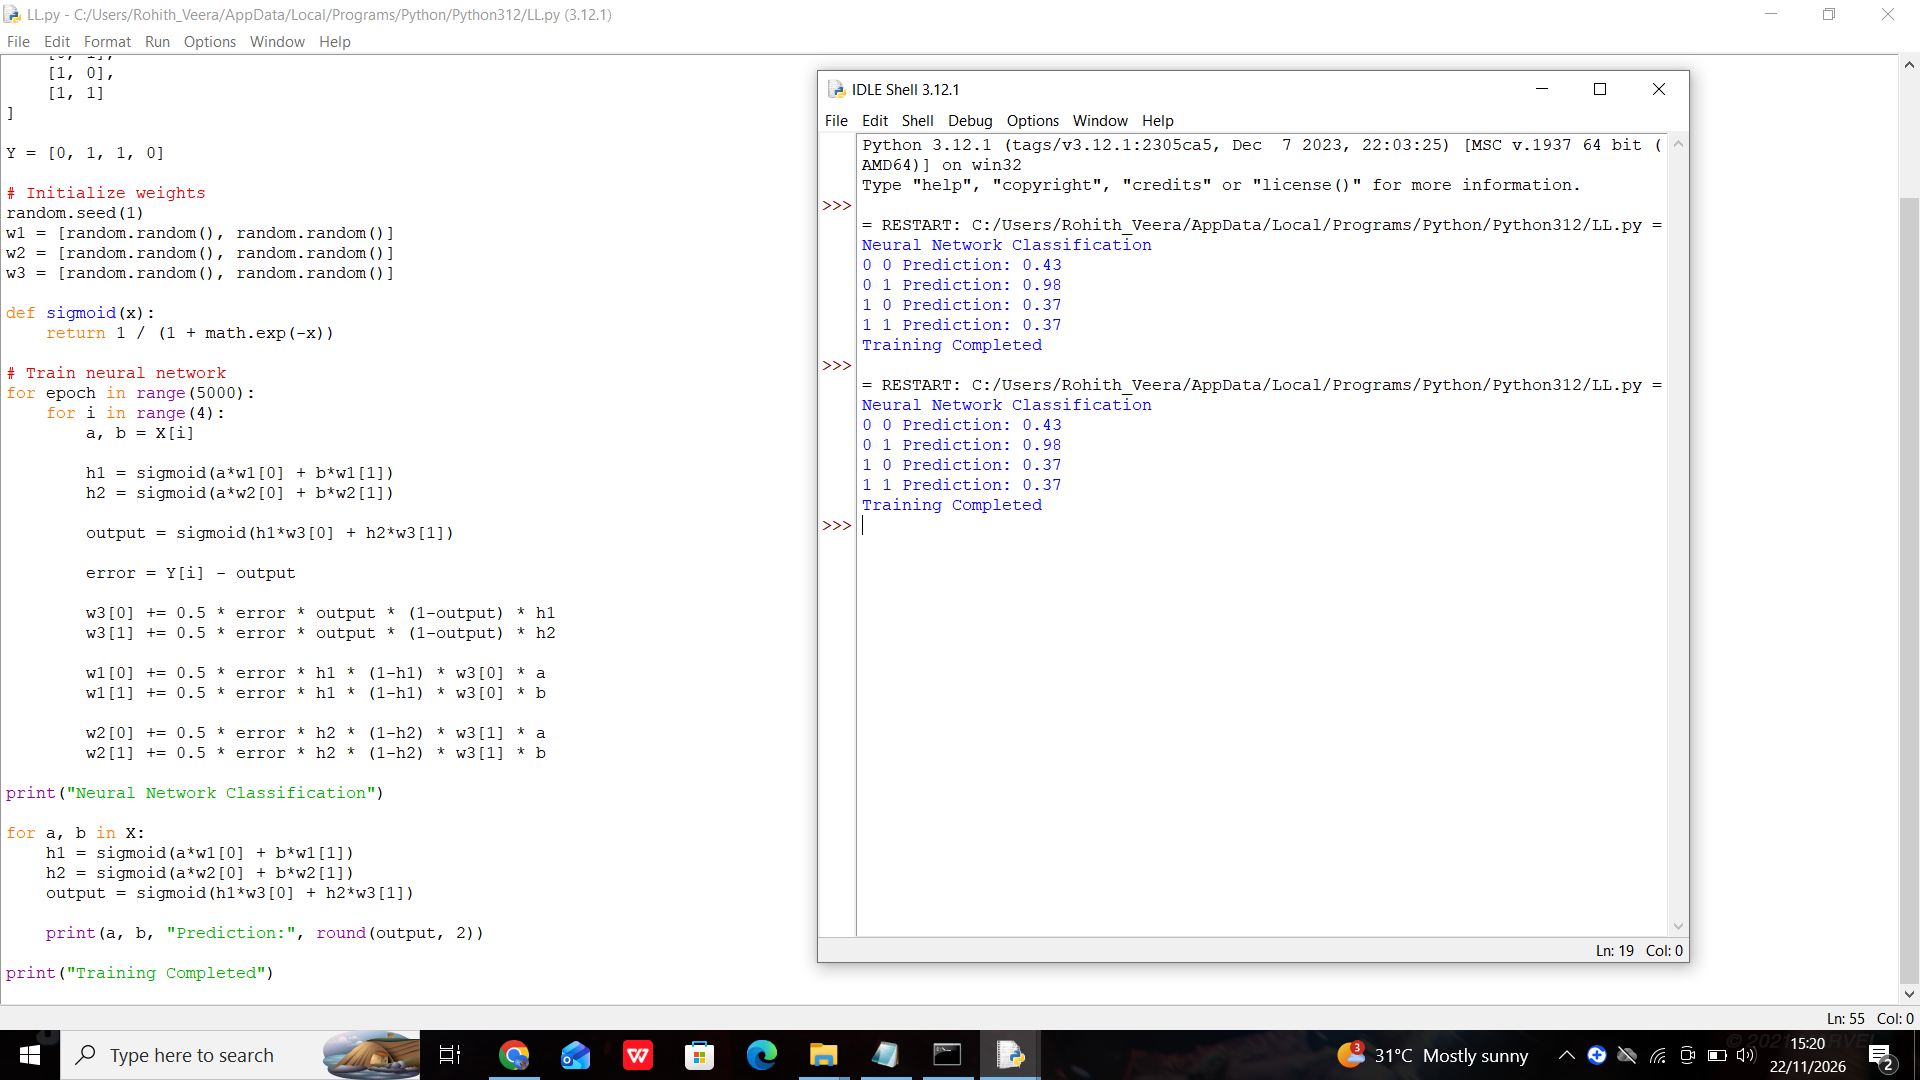 LL.py - C:/Users/Rohith_Veera/AppData/Local/Programs/Python/Python312/LL.py (3.12.1)
File Edit Format Run Options Window Help
[0, 1],
[1, 0],
[1, 1]
]
Y = [0, 1, 1, 0]
# Initialize weights
random.seed(1)
w1 = [random.random(), random.random()]
w2 = [random.random(), random.random()]
w3 = [random.random(), random.random()]
def sigmoid(x):
return 1 / (1 + math.exp(-x))
# Train neural network
for epoch in range(5000):
for i in range(4):
a, b = X[i]
h1 = sigmoid(a*w1[0] + b*w1[1])
h2 = sigmoid(a*w2[0] + b*w2[1])
output = sigmoid(h1*w3[0] + h2*w3[1])
error = Y[i] - output
w3[0] += 0.5 * error * output * (1-output) * h1
w3[1] += 0.5 * error * output * (1-output) * h2
w1[0] += 0.5 * error * h1 * (1-h1) * w3[0] * a
w1[1] += 0.5 * error * h1 * (1-h1) * w3[0] * b
w2[0] += 0.5 * error * h2 * (1-h2) * w3[1] * a
w2[1] += 0.5 * error * h2 * (1-h2) * w3[1] * b
print("Neural Network Classification")
for a, b in X:
h1 = sigmoid(a*w1[0] + b*w1[1])
h2 = sigmoid(a*w2[0] + b*w2[1])
output = sigmoid(h1*w3[0] + h2*w3[1])
print(a, b, "Prediction:", round(output, 2))
print("Training Completed")
IDLE Shell 3.12.1
File Edit Shell Debug Options Window Help
Python 3.12.1 (tags/v3.12.1:2305ca5, Dec  7 2023, 22:03:25) [MSC v.1937 64 bit (
AMD64)] on win32
Type "help", "copyright", "credits" or "license()" for more information.
>>>
= RESTART: C:/Users/Rohith_Veera/AppData/Local/Programs/Python/Python312/LL.py =
Neural Network Classification
0 0 Prediction: 0.43
0 1 Prediction: 0.98
1 0 Prediction: 0.37
1 1 Prediction: 0.37
Training Completed
>>>
= RESTART: C:/Users/Rohith_Veera/AppData/Local/Programs/Python/Python312/LL.py =
Neural Network Classification
0 0 Prediction: 0.43
0 1 Prediction: 0.98
1 0 Prediction: 0.37
1 1 Prediction: 0.37
Training Completed
>>>
Ln: 19 Col: 0
Ln: 55 Col: 0
Type here to search
3
31°C Mostly sunny
15:20
22/11/2026
2